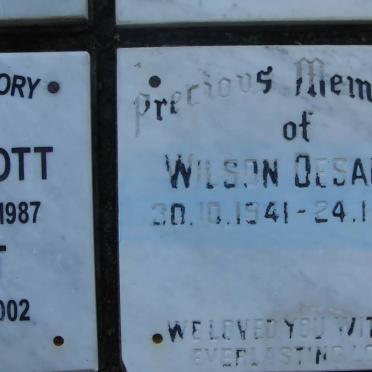 ORY
OTT
1987
T
002
Precious Mem
of
WILSON DESA
30.10.1941-24.1
WE LOVED YOU WIT
EVERLASTING